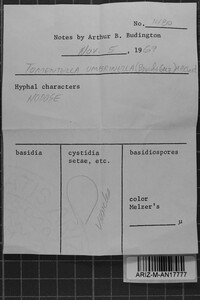 No.
Notes by Arthur B. Budington
Nov. 5, 1969
Hyphal characters
NODOSE
basidia
cystidia
setae, etc.
basidiospores
color
Melzer's
μ
ARIZ-M-AN17777